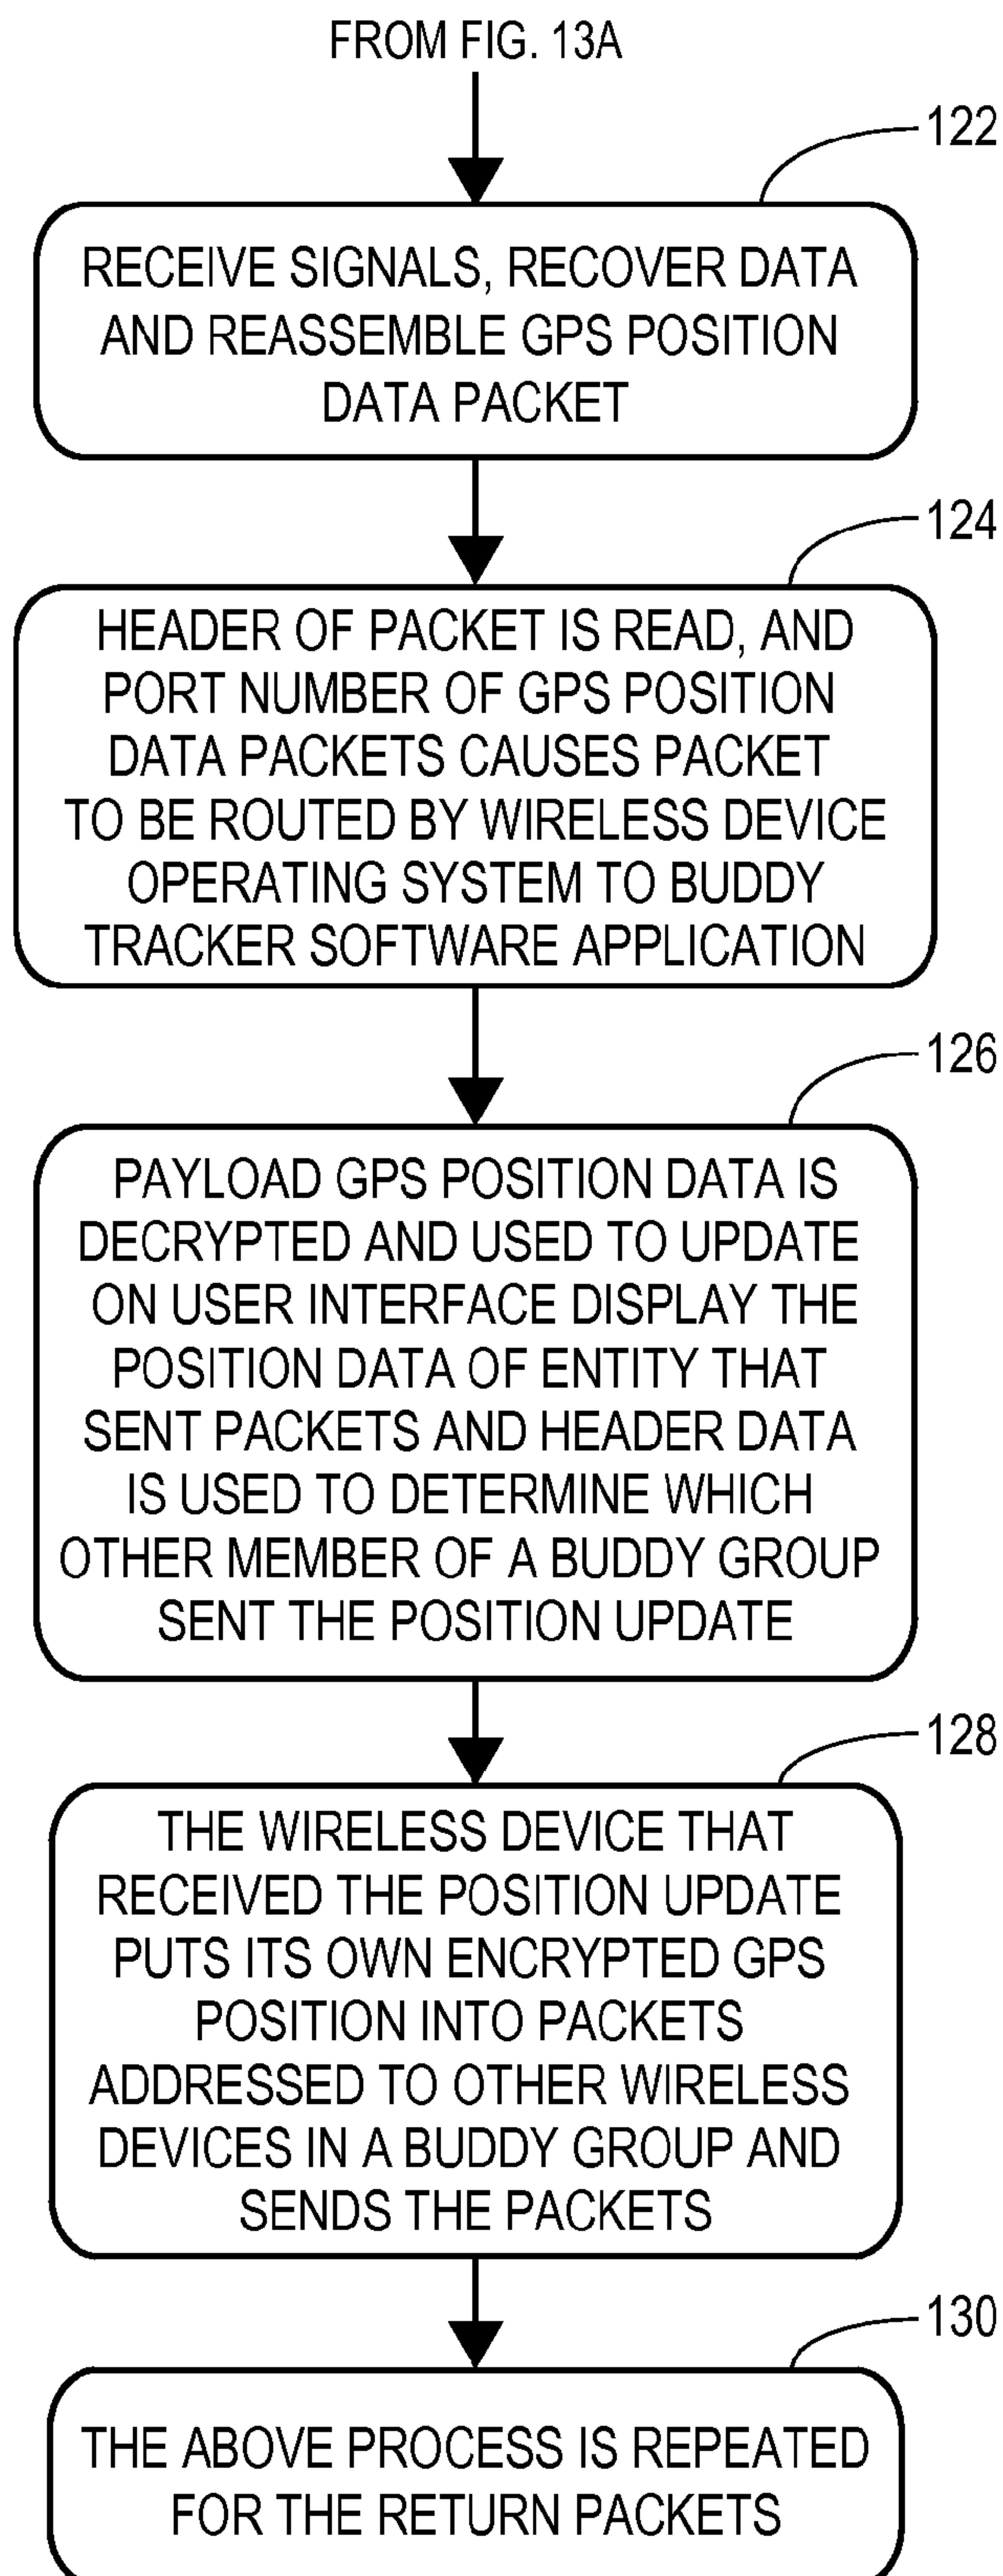 FROM FIG. 13A
122
RECEIVE SIGNALS, RECOVER DATA
AND REASSEMBLE GPS POSITION
DATA PACKET
124
HEADER OF PACKET IS READ, AND
PORT NUMBER OF GPS POSITION
DATA PACKETS CAUSES PACKET
TO BE ROUTED BY WIRELESS DEVICE
OPERATING SYSTEM TO BUDDY
TRACKER SOFTWARE APPLICATION
126
PAYLOAD GPS POSITION DATA IS
DECRYPTED AND USED TO UPDATE
ON USER INTERFACE DISPLAY THE
POSITION DATA OF ENTITY THAT
SENT PACKETS AND HEADER DATA
IS USED TO DETERMINE WHICH
OTHER MEMBER OF A BUDDY GROUP
SENT THE POSITION UPDATE
128
THE WIRELESS DEVICE THAT
RECEIVED THE POSITION UPDATE
PUTS ITS OWN ENCRYPTED GPS
POSITION INTO PACKETS
ADDRESSED TO OTHER WIRELESS
DEVICES IN A BUDDY GROUP AND
SENDS THE PACKETS
130
THE ABOVE PROCESS IS REPEATED
FOR THE RETURN PACKETS